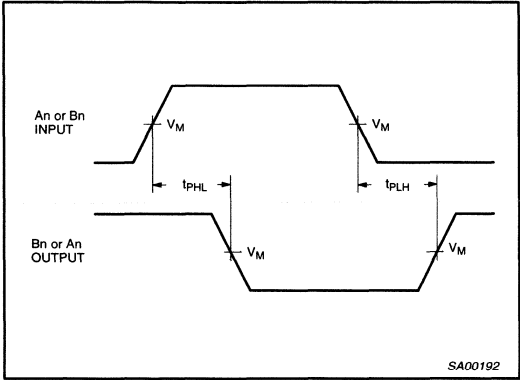 An or Bn
INPUT
VM
VM
tPHL
tPLH
Bn or An
OUTPUT
VM
VM
SA00192